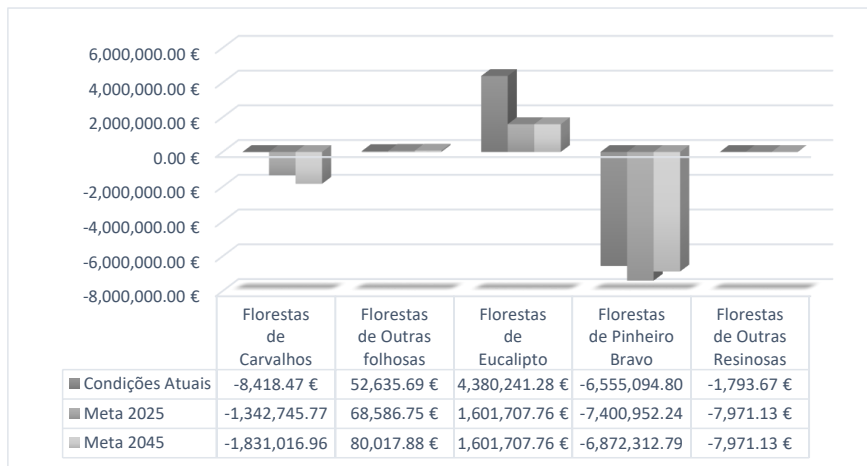 6,000,000.00 €
4,000,000.00 €
2,000,000.00 €
0.00 €
-2,000,000.00 €
-4,000,000.00 €
-6,000,000.00 €
-8,000,000.00 €
Florestas de Carvalhos
Florestas de Outras folhosas
Florestas de Eucalipto
Florestas de Pinheiro Bravo
Florestas de Outras Resinosas
Condições Atuais -8,418.47 € 52,635.69 € 4,380,241.28 € -6,555,094.80 -1,793.67 €
Meta 2025 -1,342,745.77 68,586.75 € 1,601,707.76 € -7,400,952.24 -7,971.13 €
Meta 2045 -1,831,016.96 80,017.88 € 1,601,707.76 € -6,872,312.79 -7,971.13 €